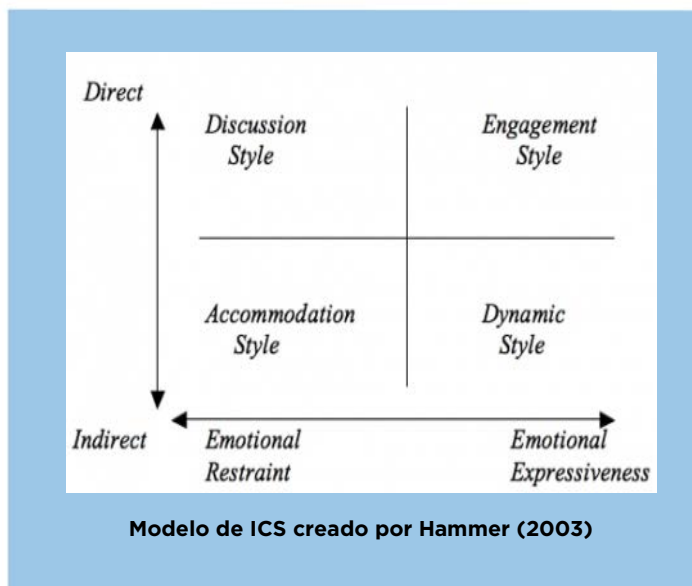 Direct
Discussion
Style
Engagement
Style
Accommodation
Style
Dynamic
Style
Indirect
Emotional
Restraint
Emotional
Expressiveness
Modelo de ICS creado por Hammer (2003)